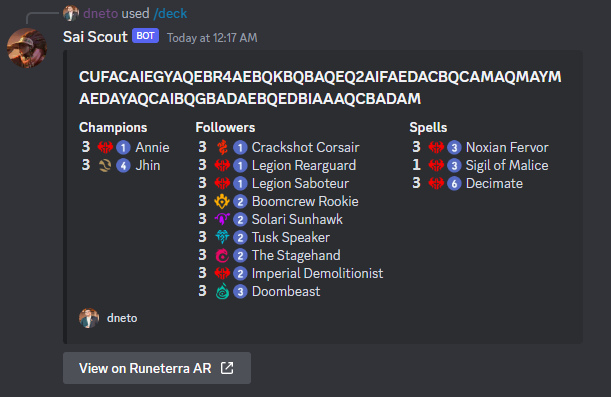 dneto used /deck
Sai Scout BOT Today at 12:17 AM
CUFACAIEGYAQEBR4AEBQKBQBAQEQ2AIFAEDACBQCAMAQMAYM
AEDAYAQCAIBQGBADAEBQEDBIAAAQCBADAM
Champions
3 1 Annie
3 4 Jhin
Followers
3 1 Crackshot Corsair
3 1 Legion Rearguard
3 1 Legion Saboteur
3 2 Boomcrew Rookie
3 2 Solari Sunhawk
3 2 Tusk Speaker
3 2 The Stagehand
3 2 Imperial Demolitionist
3 3 Doombeast
Spells
3 3 Noxian Fervor
1 3 Sigil of Malice
3 6 Decimate
dneto
View on Runeterra AR